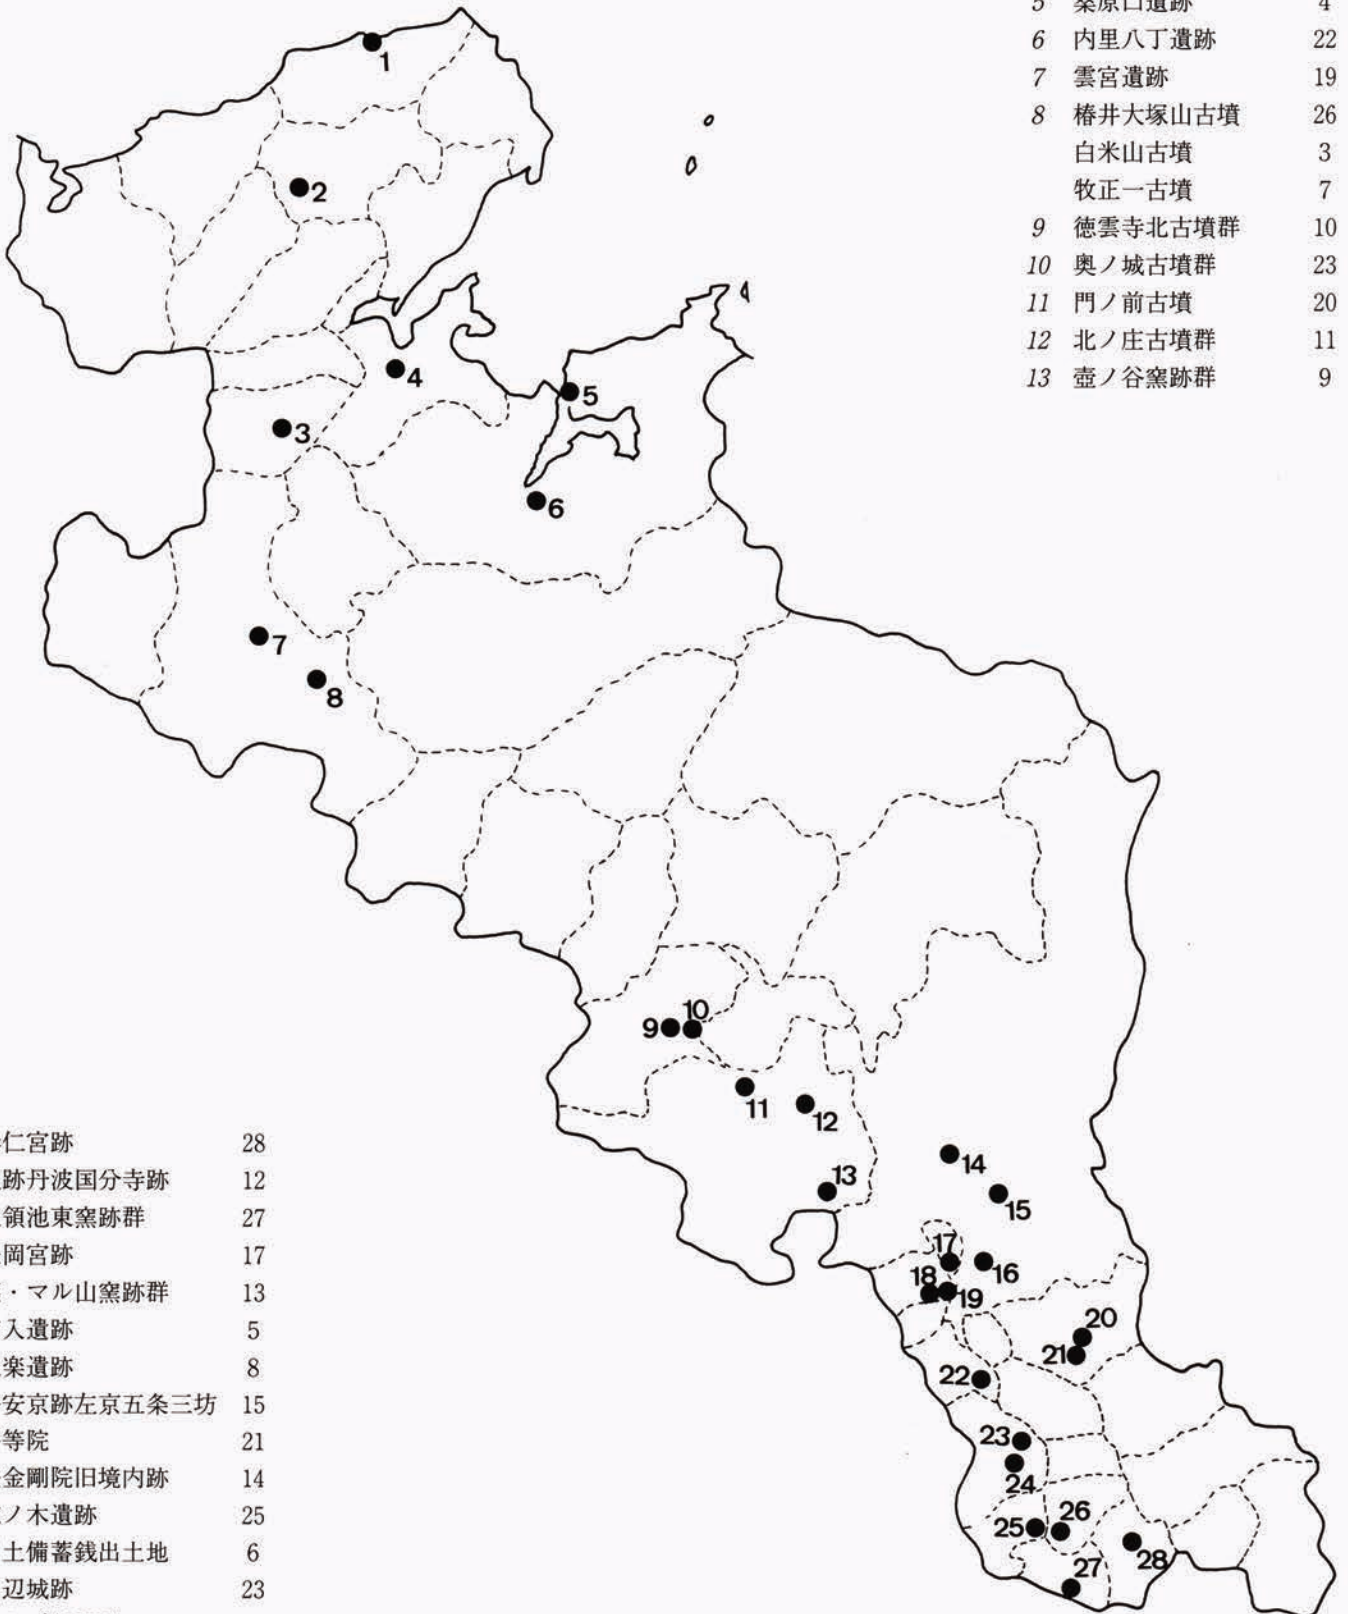 5 桑原口遺跡 4
6 内里八丁遺跡 22
7 雲宮遺跡 19
8 椿井大塚山古墳 26
白米山古墳 3
牧正一古墳 7
9 徳雲寺北古墳群 10
10 奥ノ城古墳群 23
11 門ノ前古墳 20
12 北ノ庄古墳群 11
13 壺ノ谷窯跡群 9
1
2
3
4
5
6
7
8
9
10
11
12
13
14
15
16
17
18
19
20
21
22
23
24
25
26
27
28
仁宮跡 28
跡丹波国分寺跡 12
領池東窯跡群 27
岡宮跡 17
・マル山窯跡群 13
入遺跡 5
楽遺跡 8
安京跡左京五条三坊 15
等院 21
金剛院旧境内跡 14
ノ木遺跡 25
土備蓄銭出土地 6
辺城跡 23